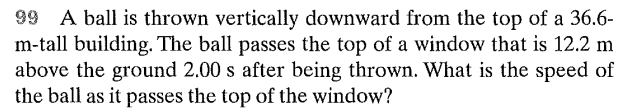 99 A ball is thrown vertically downward from the top of a 36.6-
m-tall building. The ball passes the top of a window that is 12.2 m
above the ground 2.00 s after being thrown. What is the speed of
the ball as it passes the top of the window?